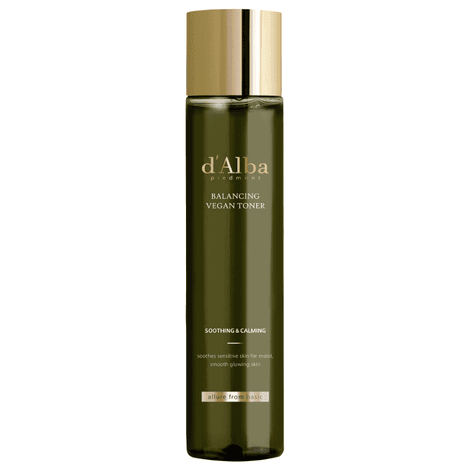 d'Alba
piedmont
BALANCING
VEGAN TONER
SOOTHING & CALMING
soothes sensitive skin for moist,
smooth glowing skin
allure from basic